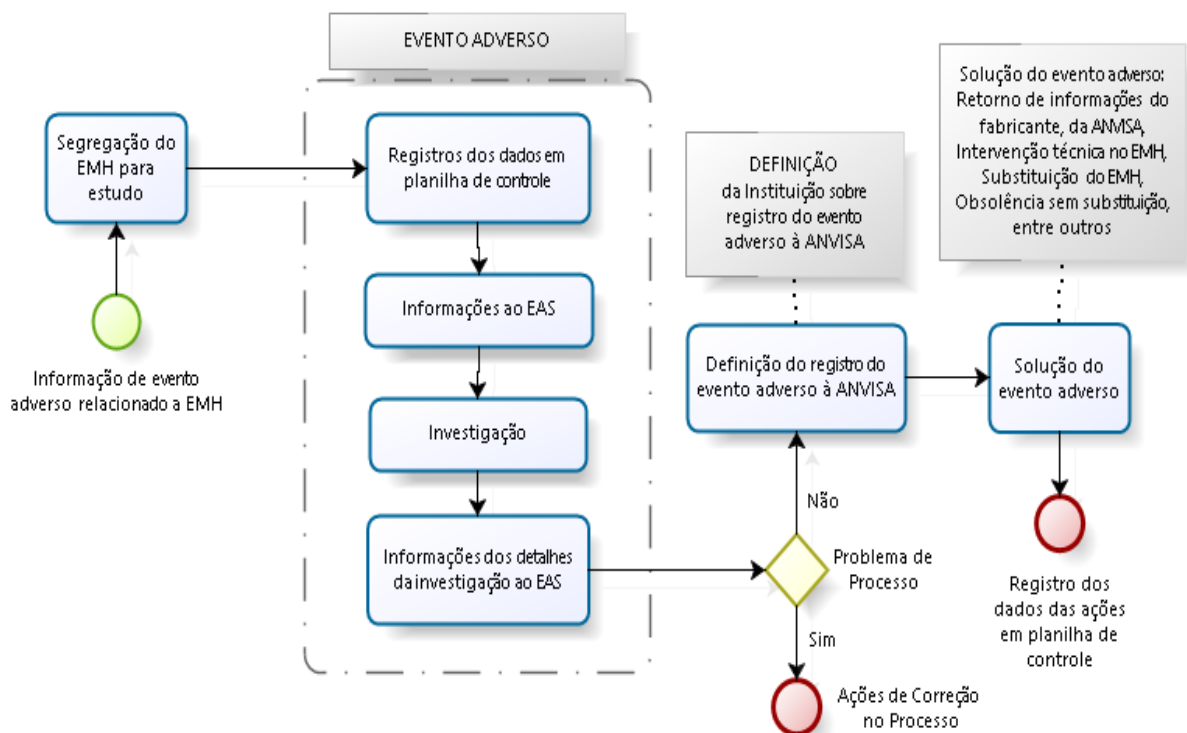 EVENTO ADVERSO
Segregação do
EMH para
estudo
Informação de evento
adverso relacionado a EMH
Registros dos dados em
planilha de controle
Informações ao EAS
Investigação
Informações dos detalhes
da investigação ao EAS
Problema de
Processo
Não
Sim
Ações de Correção
no Processo
DEFINIÇÃO
da Instituição sobre
registro do evento
adverso à ANVISA
Definição do registro do
evento adverso à ANVISA
Solução do evento adverso:
Retorno de informações do
fabricante, da ANVISA,
Intervenção técnica no EMH,
Substituição do EMH,
Obsolência sem substituição,
entre outros
Solução do
evento adverso
Registro dos
dados das ações
em planilha de
controle